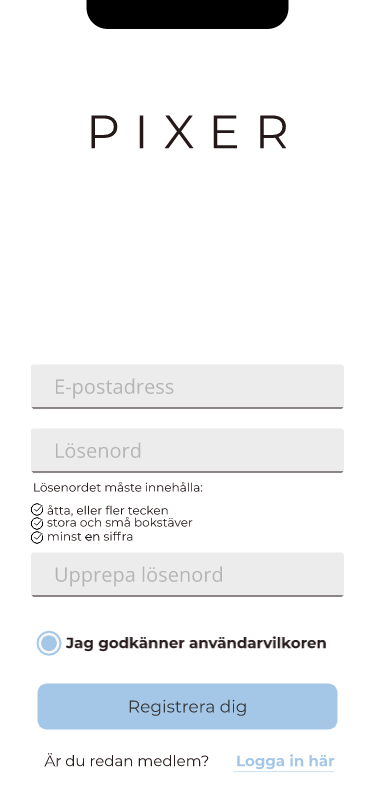 PIXER
E-postadress
Lösenord
Lösenordet måste innehålla:
åtta, eller fler tecken
stora och små bokstäver
minst en siffra
Upprepa lösenord
Jag godkänner användarvilkoren
Registrera dig
Är du redan medlem? Logga in här